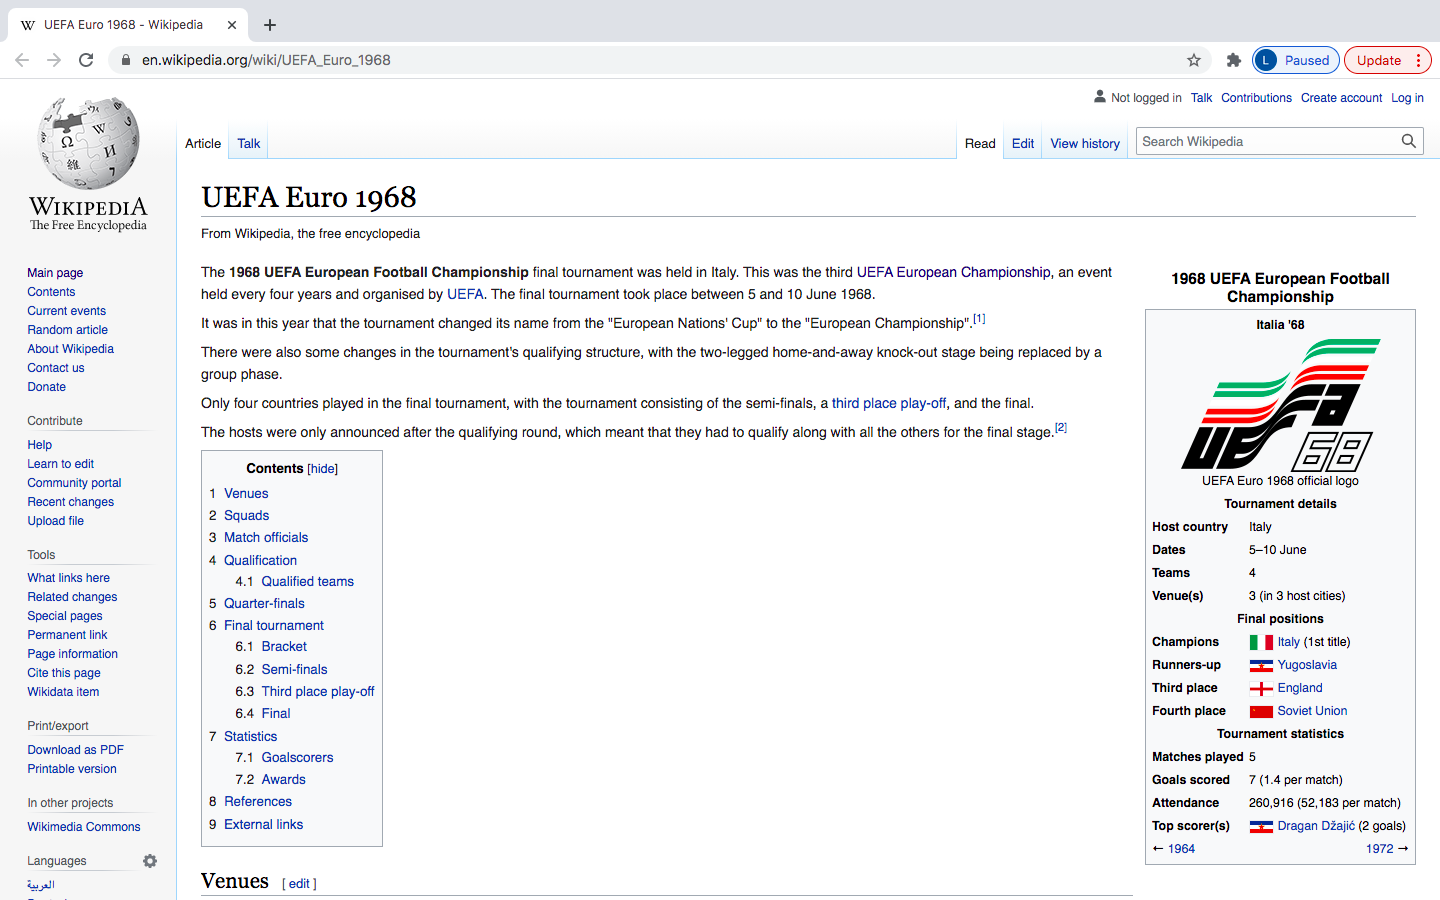 UEFA Euro 1968 - Wikipedia
en.wikipedia.org/wiki/UEFA_Euro_1968
L Paused
Update
Not logged in Talk Contributions Create account Log in
Article Talk
Read Edit View history
Search Wikipedia
WIKIPEDIA
The Free Encyclopedia
Main page
Contents
Current events
Random article
About Wikipedia
Contact us
Donate
Contribute
Help
Learn to edit
Community portal
Recent changes
Upload file
Tools
What links here
Related changes
Special pages
Permanent link
Page information
Cite this page
Wikidata item
Print/export
Download as PDF
Printable version
In other projects
Wikimedia Commons
Languages
العربية
UEFA Euro 1968
From Wikipedia, the free encyclopedia
The 1968 UEFA European Football Championship final tournament was held in Italy. This was the third UEFA European Championship, an event
held every four years and organised by UEFA. The final tournament took place between 5 and 10 June 1968.
It was in this year that the tournament changed its name from the "European Nations' Cup" to the "European Championship".[1]
There were also some changes in the tournament's qualifying structure, with the two-legged home-and-away knock-out stage being replaced by a
group phase.
Only four countries played in the final tournament, with the tournament consisting of the semi-finals, a third place play-off, and the final.
The hosts were only announced after the qualifying round, which meant that they had to qualify along with all the others for the final stage.[2]
Contents [hide]
1 Venues
2 Squads
3 Match officials
4 Qualification
4.1 Qualified teams
5 Quarter-finals
6 Final tournament
6.1 Bracket
6.2 Semi-finals
6.3 Third place play-off
6.4 Final
7 Statistics
7.1 Goalscorers
7.2 Awards
8 References
9 External links
Venues [ edit ]
1968 UEFA European Football
Championship
Italia '68
UEFA
68
UEFA Euro 1968 official logo
Tournament details
Host country Italy
Dates 5–10 June
Teams 4
Venue(s) 3 (in 3 host cities)
Final positions
Champions Italy (1st title)
Runners-up Yugoslavia
Third place England
Fourth place Soviet Union
Tournament statistics
Matches played 5
Goals scored 7 (1.4 per match)
Attendance 260,916 (52,183 per match)
Top scorer(s) Dragan Džajić (2 goals)
← 1964 1972 →